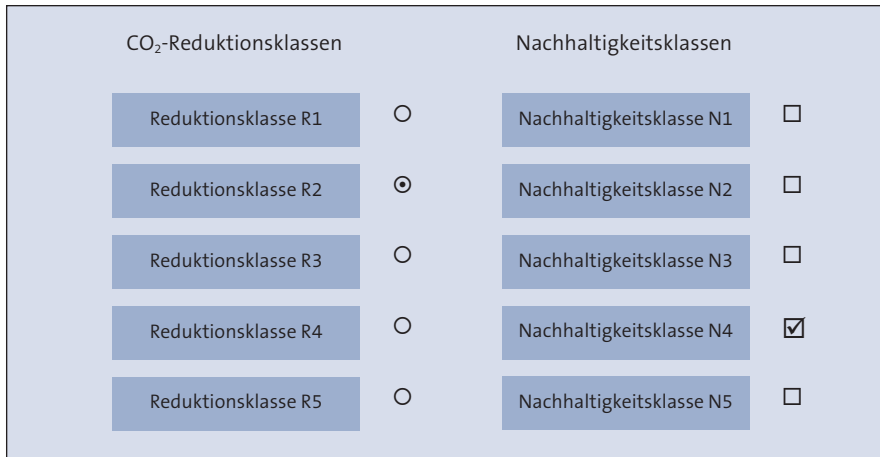 CO₂-Reduktionsklassen
Reduktionsklasse R1
Reduktionsklasse R2
Reduktionsklasse R3
Reduktionsklasse R4
Reduktionsklasse R5
Nachhaltigkeitsklassen
Nachhaltigkeitsklasse N1
Nachhaltigkeitsklasse N2
Nachhaltigkeitsklasse N3
Nachhaltigkeitsklasse N4
Nachhaltigkeitsklasse N5